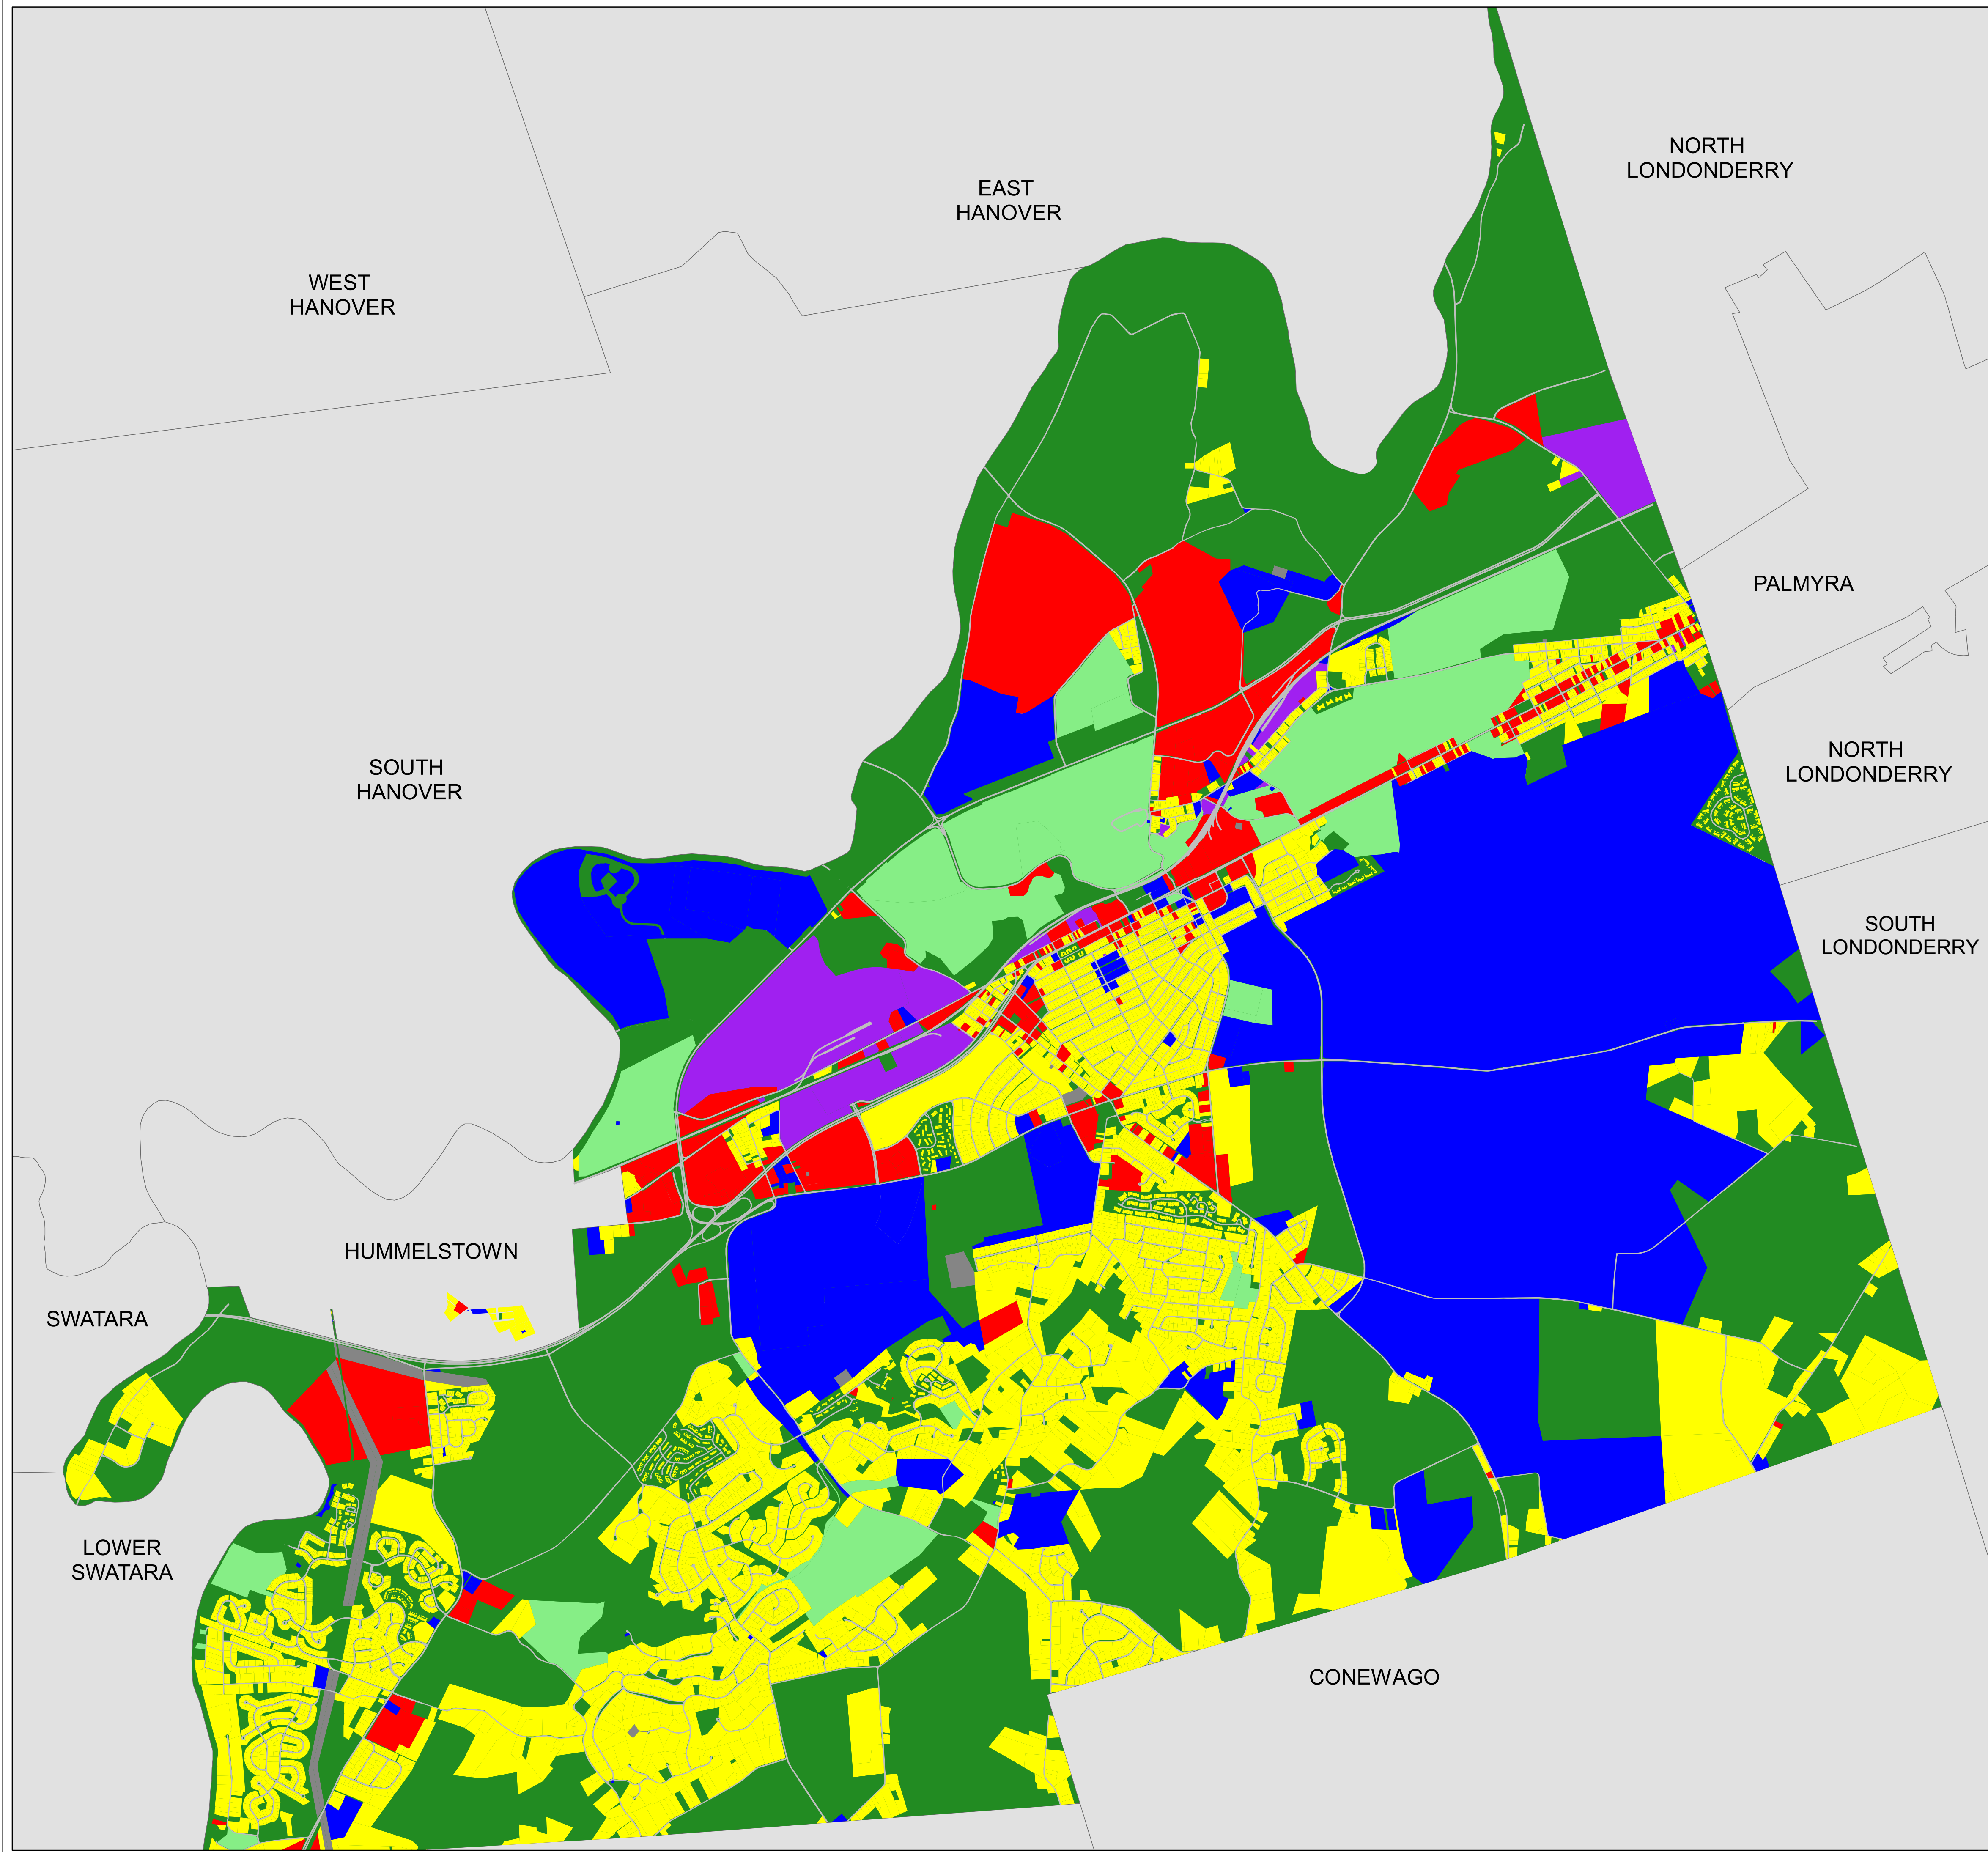 NORTH
LONDONDERRY
EAST
HANOVER
WEST
HANOVER
PALMYRA
SOUTH
HANOVER
NORTH
LONDONDERRY
SOUTH
LONDONDERRY
HUMMELSTOWN
SWATARA
LOWER
SWATARA
CONEWAGO